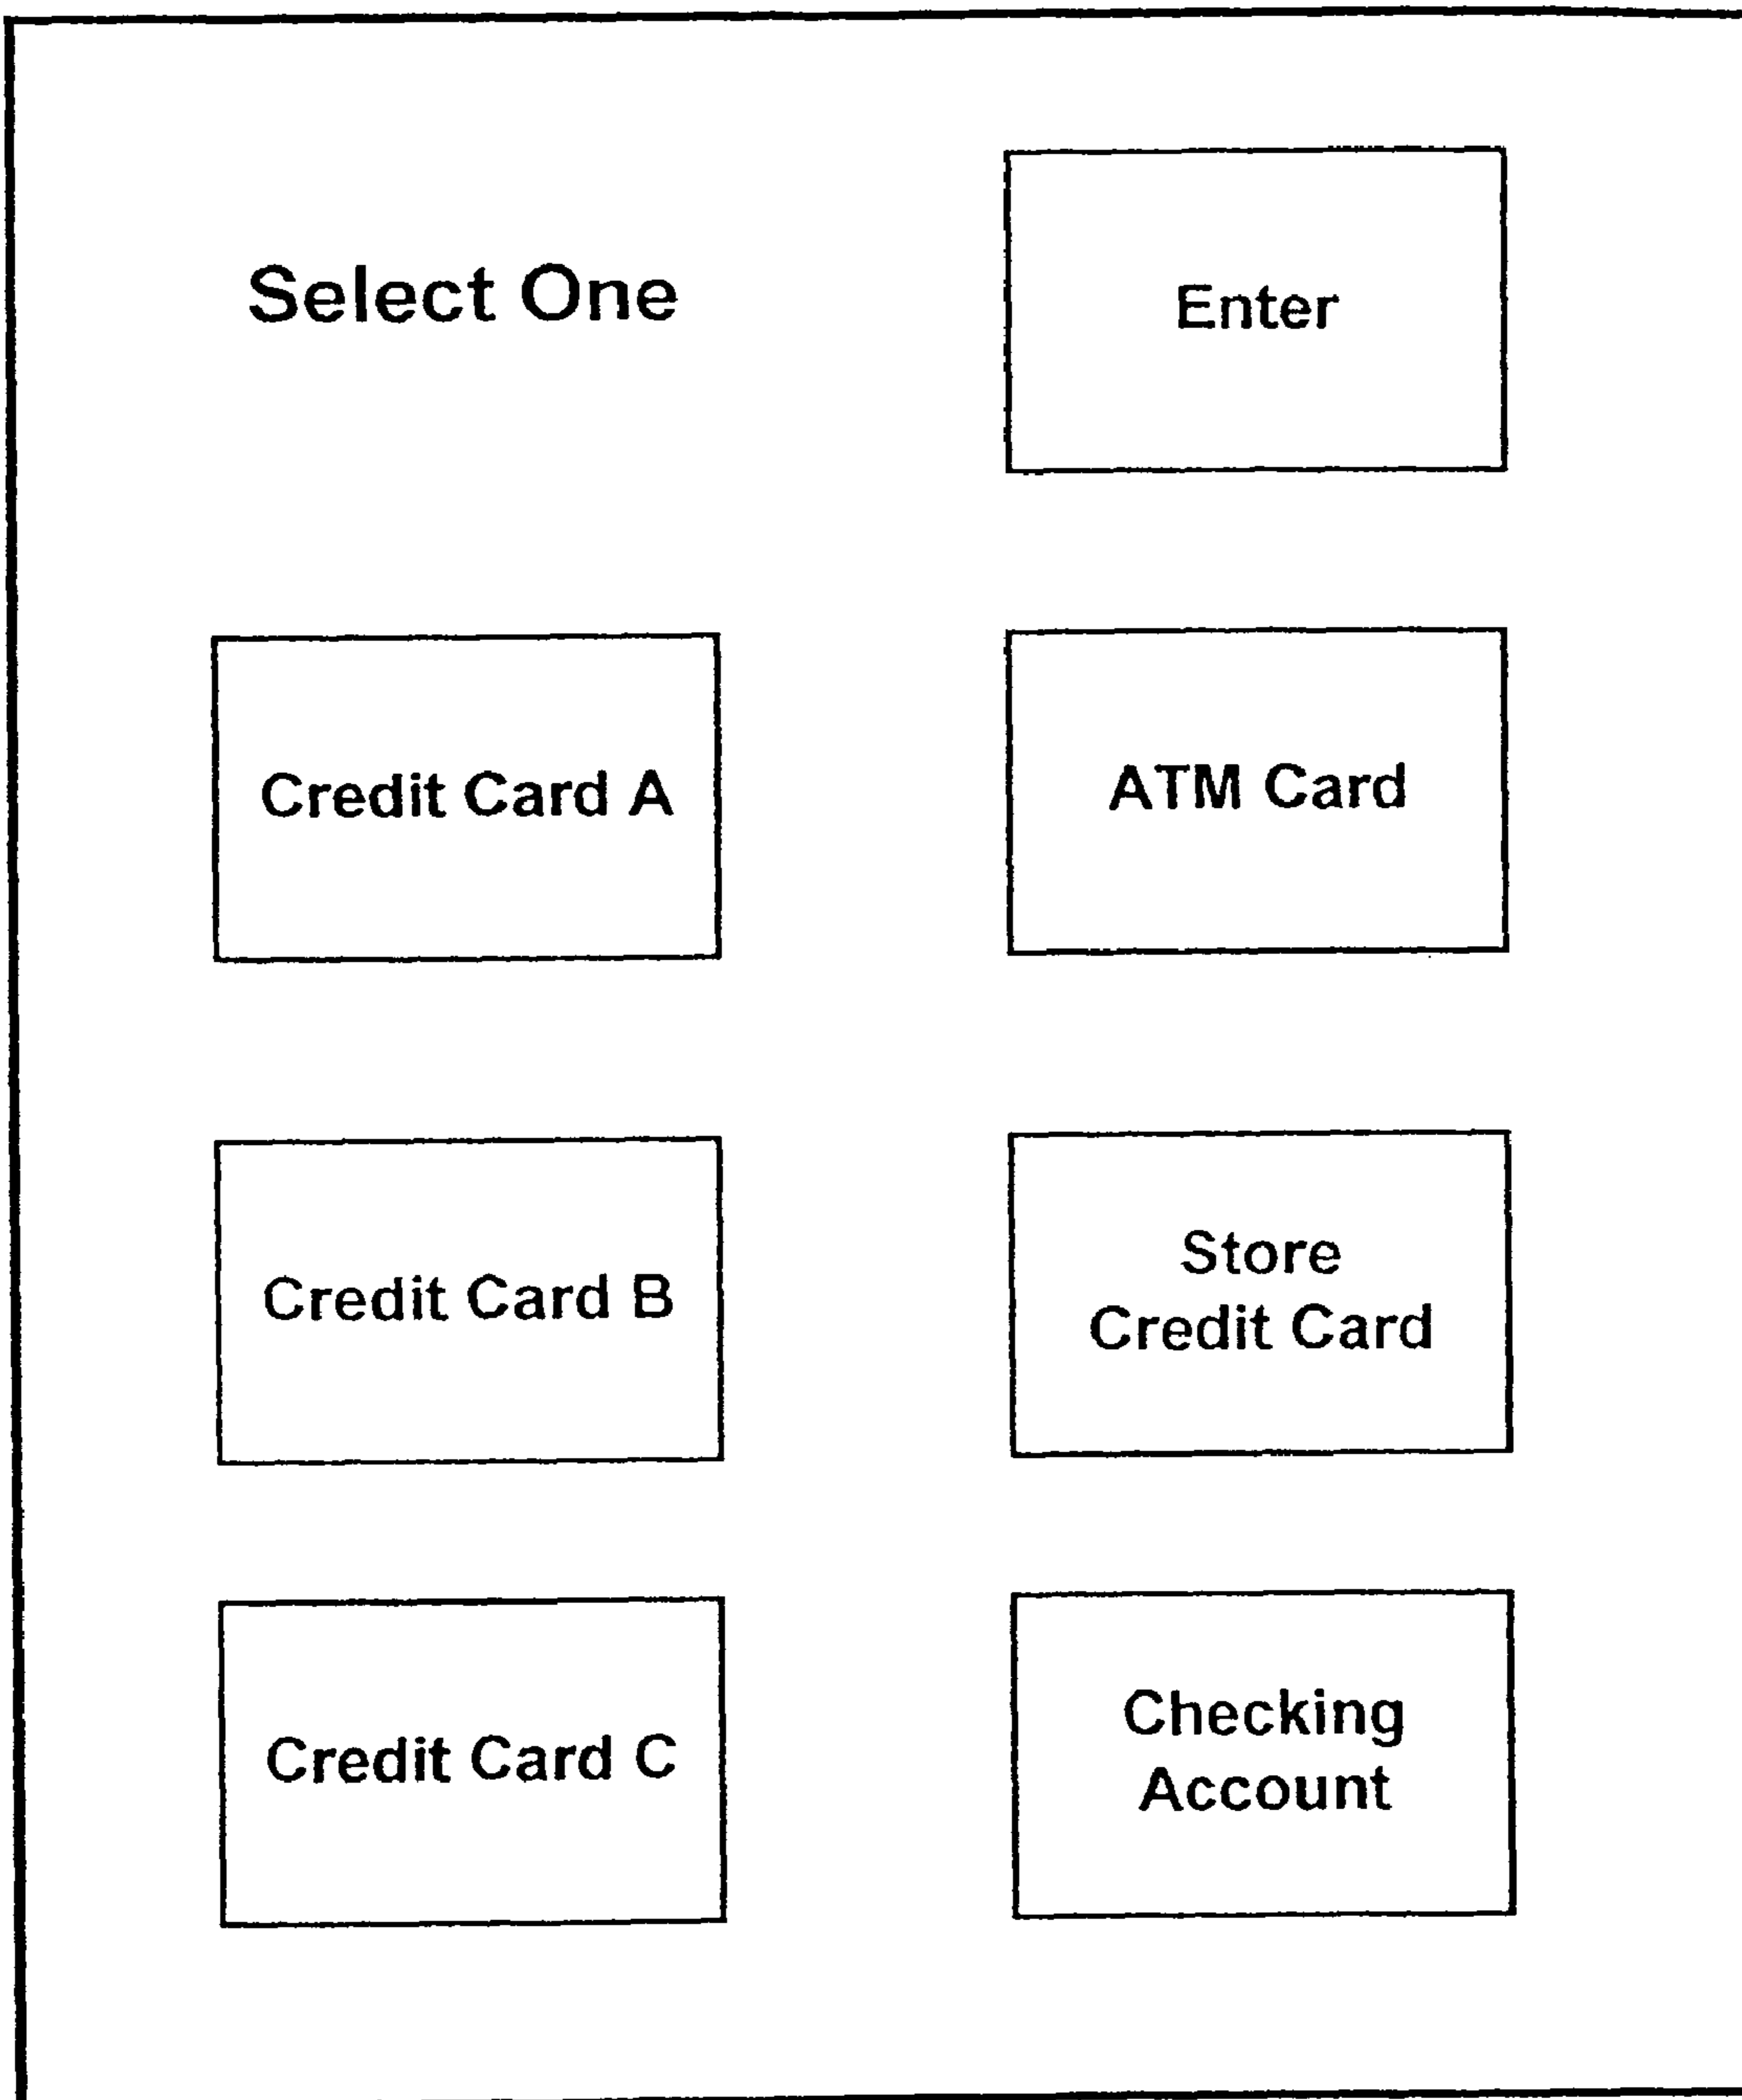 Select One
Enter
Credit Card A
ATM Card
Credit Card B
Store
Credit Card
Credit Card C
Checking
Account